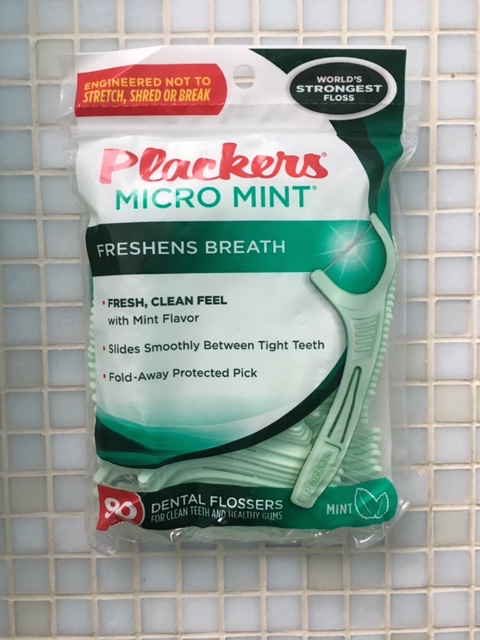 ENGINEERED NOT TO
STRETCH, SHRED OR BREAK
WORLD'S
STRONGEST
FLOSS
Plackers®
MICRO MINT®
FRESHENS BREATH
• FRESH, CLEAN FEEL
with Mint Flavor
• Slides Smoothly Between Tight Teeth
• Fold-Away Protected Pick
Plackers
90
DENTAL FLOSSERS
FOR CLEAN TEETH AND HEALTHY GUMS
MINT